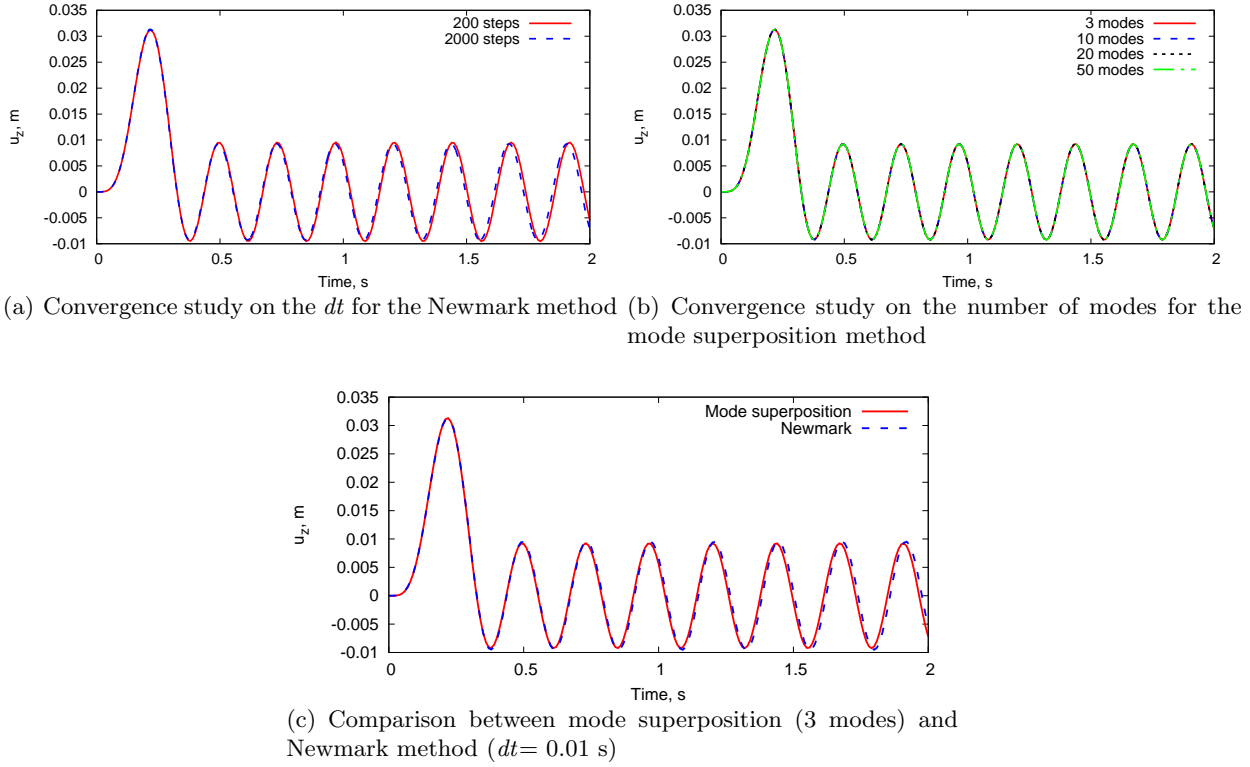 0.035
0.03
0.025
0.02
0.015
0.01
0.005
0
-0.005
-0.01
u_z, m
200 steps
2000 steps
0 0.5 1 1.5 2
Time, s
(a) Convergence study on the dt for the Newmark method
0.035
0.03
0.025
0.02
0.015
0.01
0.005
0
-0.005
-0.01
u_z, m
3 modes
10 modes
20 modes
50 modes
0 0.5 1 1.5 2
Time, s
(b) Convergence study on the number of modes for the
mode superposition method
0.035
0.03
0.025
0.02
0.015
0.01
0.005
0
-0.005
-0.01
u_z, m
Mode superposition
Newmark
0 0.5 1 1.5 2
Time, s
(c) Comparison between mode superposition (3 modes) and
Newmark method (dt= 0.01 s)